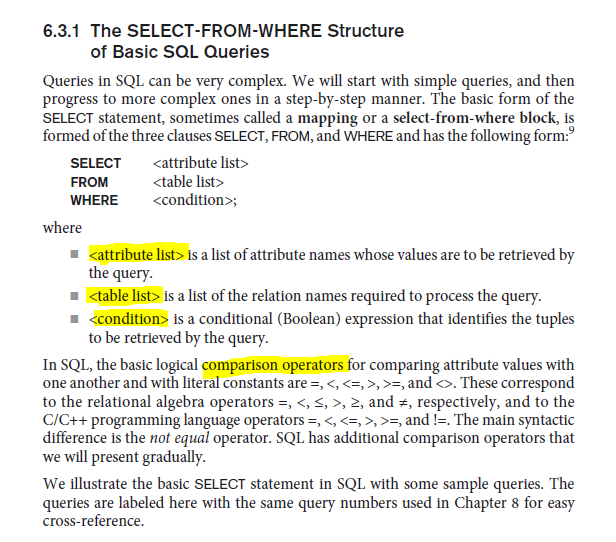 6.3.1 The SELECT-FROM-WHERE Structure
of Basic SQL Queries
Queries in SQL can be very complex. We will start with simple queries, and then
progress to more complex ones in a step-by-step manner. The basic form of the
SELECT statement, sometimes called a mapping or a select-from-where block, is
formed of the three clauses SELECT, FROM, and WHERE and has the following form:⁹
SELECT <attribute list>
FROM <table list>
WHERE <condition>;
where
■ <attribute list> is a list of attribute names whose values are to be retrieved by
the query.
■ <table list> is a list of the relation names required to process the query.
■ <condition> is a conditional (Boolean) expression that identifies the tuples
to be retrieved by the query.
In SQL, the basic logical comparison operators for comparing attribute values with
one another and with literal constants are =, <, <=, >, >=, and <>. These correspond
to the relational algebra operators =, <, ≤, >, ≥, and ≠, respectively, and to the
C/C++ programming language operators =, <, <=, >, >=, and !=. The main syntactic
difference is the not equal operator. SQL has additional comparison operators that
we will present gradually.
We illustrate the basic SELECT statement in SQL with some sample queries. The
queries are labeled here with the same query numbers used in Chapter 8 for easy
cross-reference.